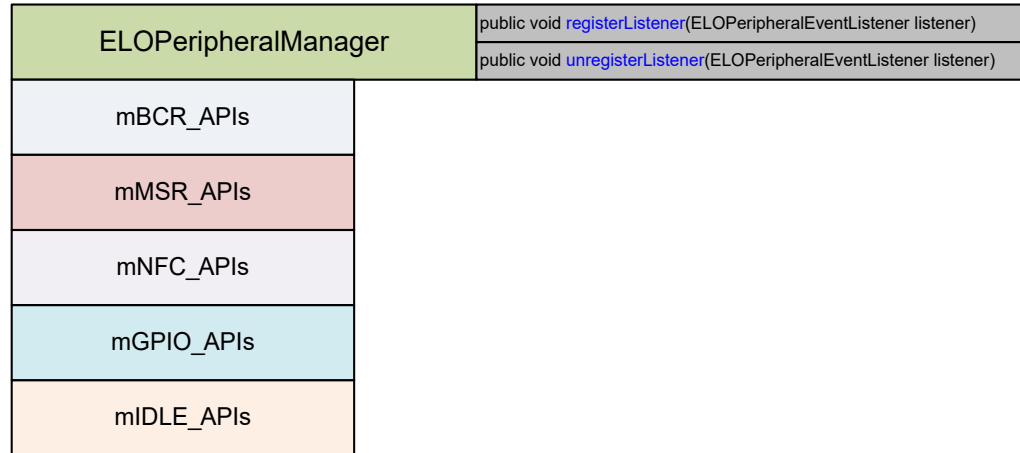 ELOPeripheralManager
public void registerListener(ELOPeripheralEventListener listener)
public void unregisterListener(ELOPeripheralEventListener listener)
mBCR_APIs
mMSR_APIs
mNFC_APIs
mGPIO_APIs
mIDLE_APIs